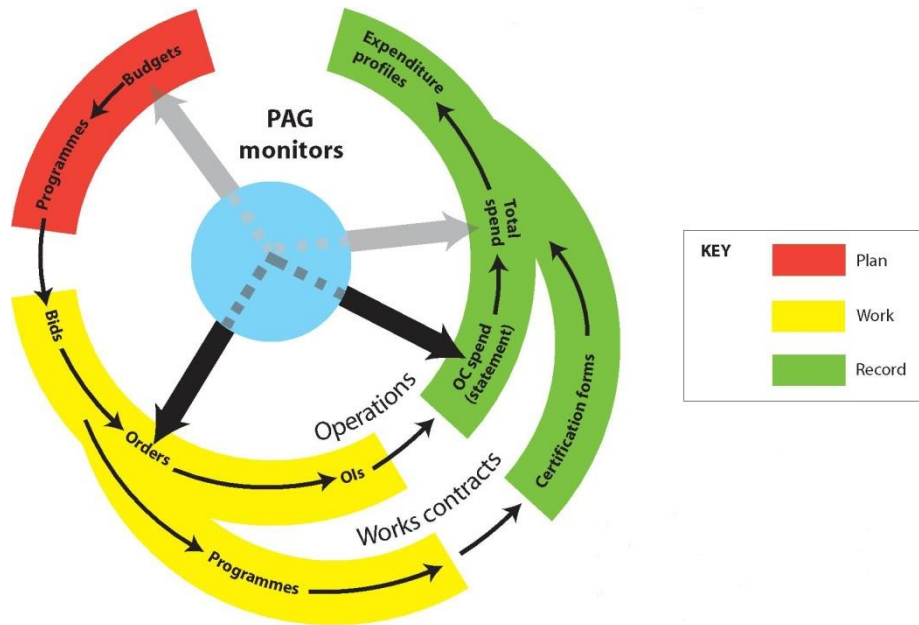 Budgets
Programmes
PAG
monitors
Expenditure
profiles
Total
spend
OC spend
(statement)
Certification forms
Bids
Orders
OIs
Programmes
Operations
Works contracts
KEY
Plan
Work
Record